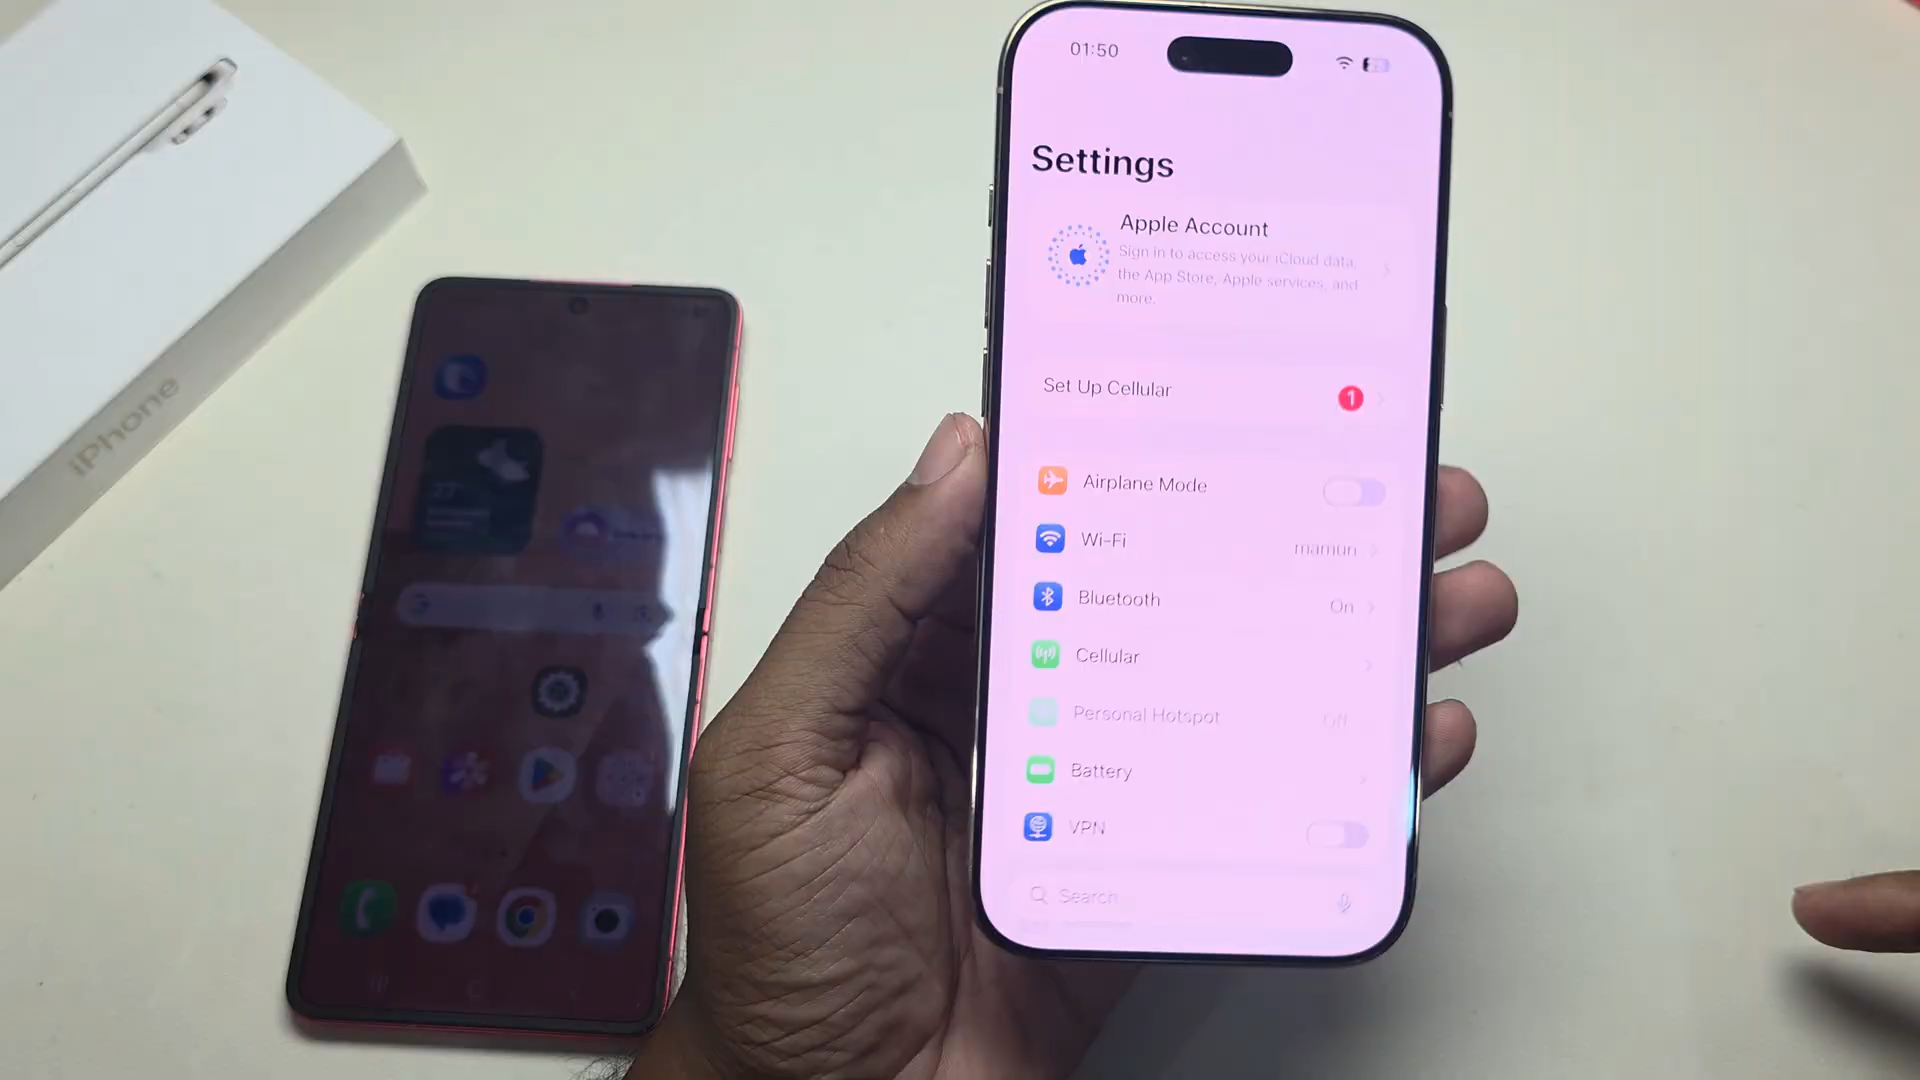 iPhone
01:50
Settings
Apple Account
Sign in to access your iCloud data,
the App Store, Apple services, and
more.
Set Up Cellular 1
Airplane Mode
Wi-Fi mamun
Bluetooth On
Cellular
Personal Hotspot Off
Battery
VPN
Search